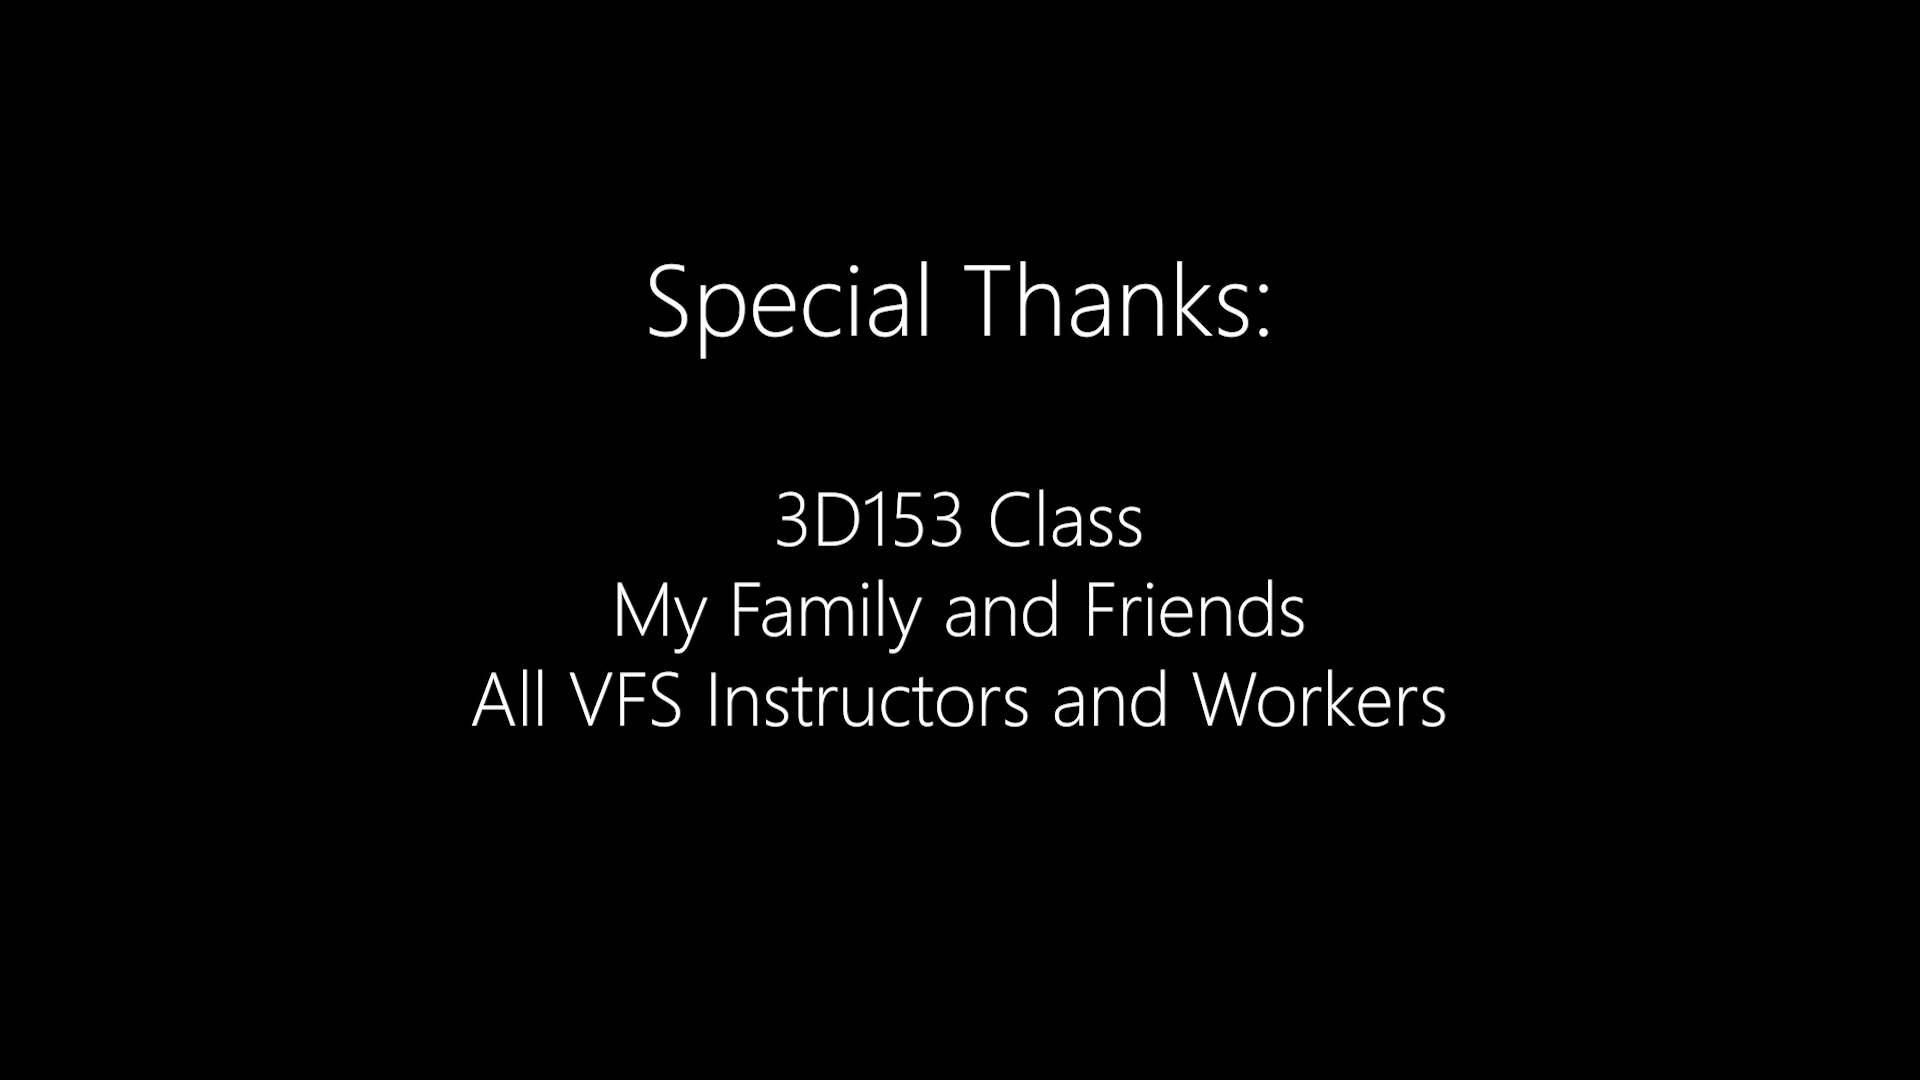 Special Thanks:
3D153 Class
My Family and Friends
All VFS Instructors and Workers